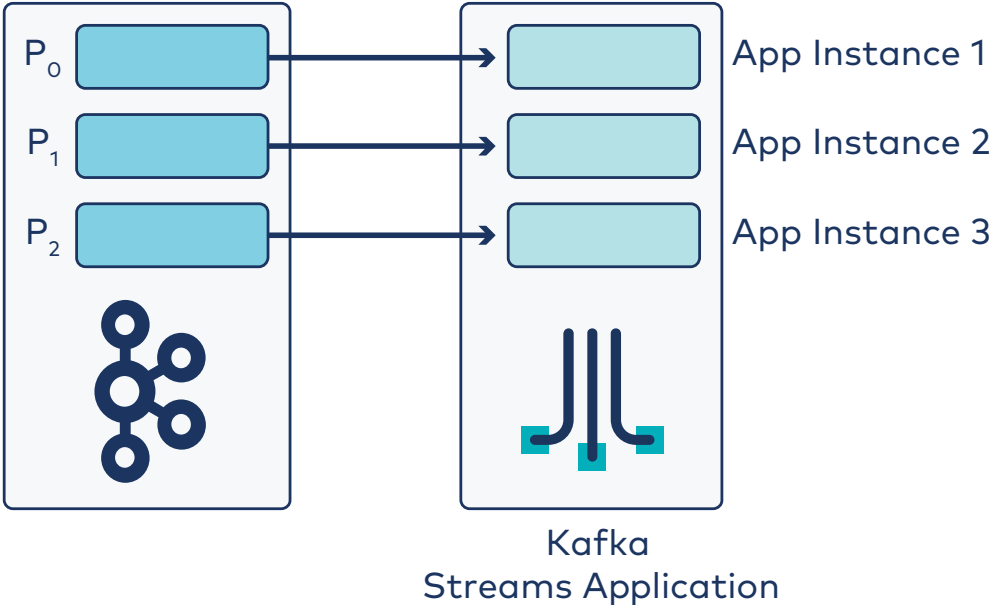 P0
App Instance 1
P1
App Instance 2
P2
App Instance 3
Kafka
Streams Application